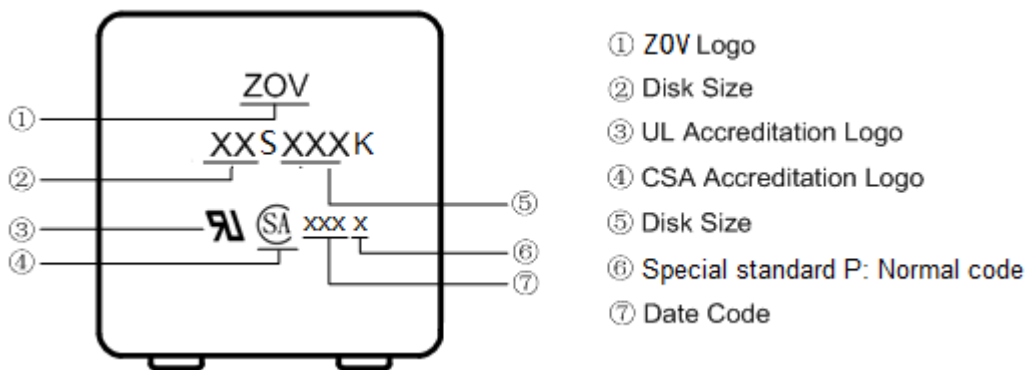 ZOV
①
XXSXXXK
②
⑤
③ RU SA xxx x
④
⑥
⑦
① ZOV Logo
② Disk Size
③ UL Accreditation Logo
④ CSA Accreditation Logo
⑤ Disk Size
⑥ Special standard P: Normal code
⑦ Date Code